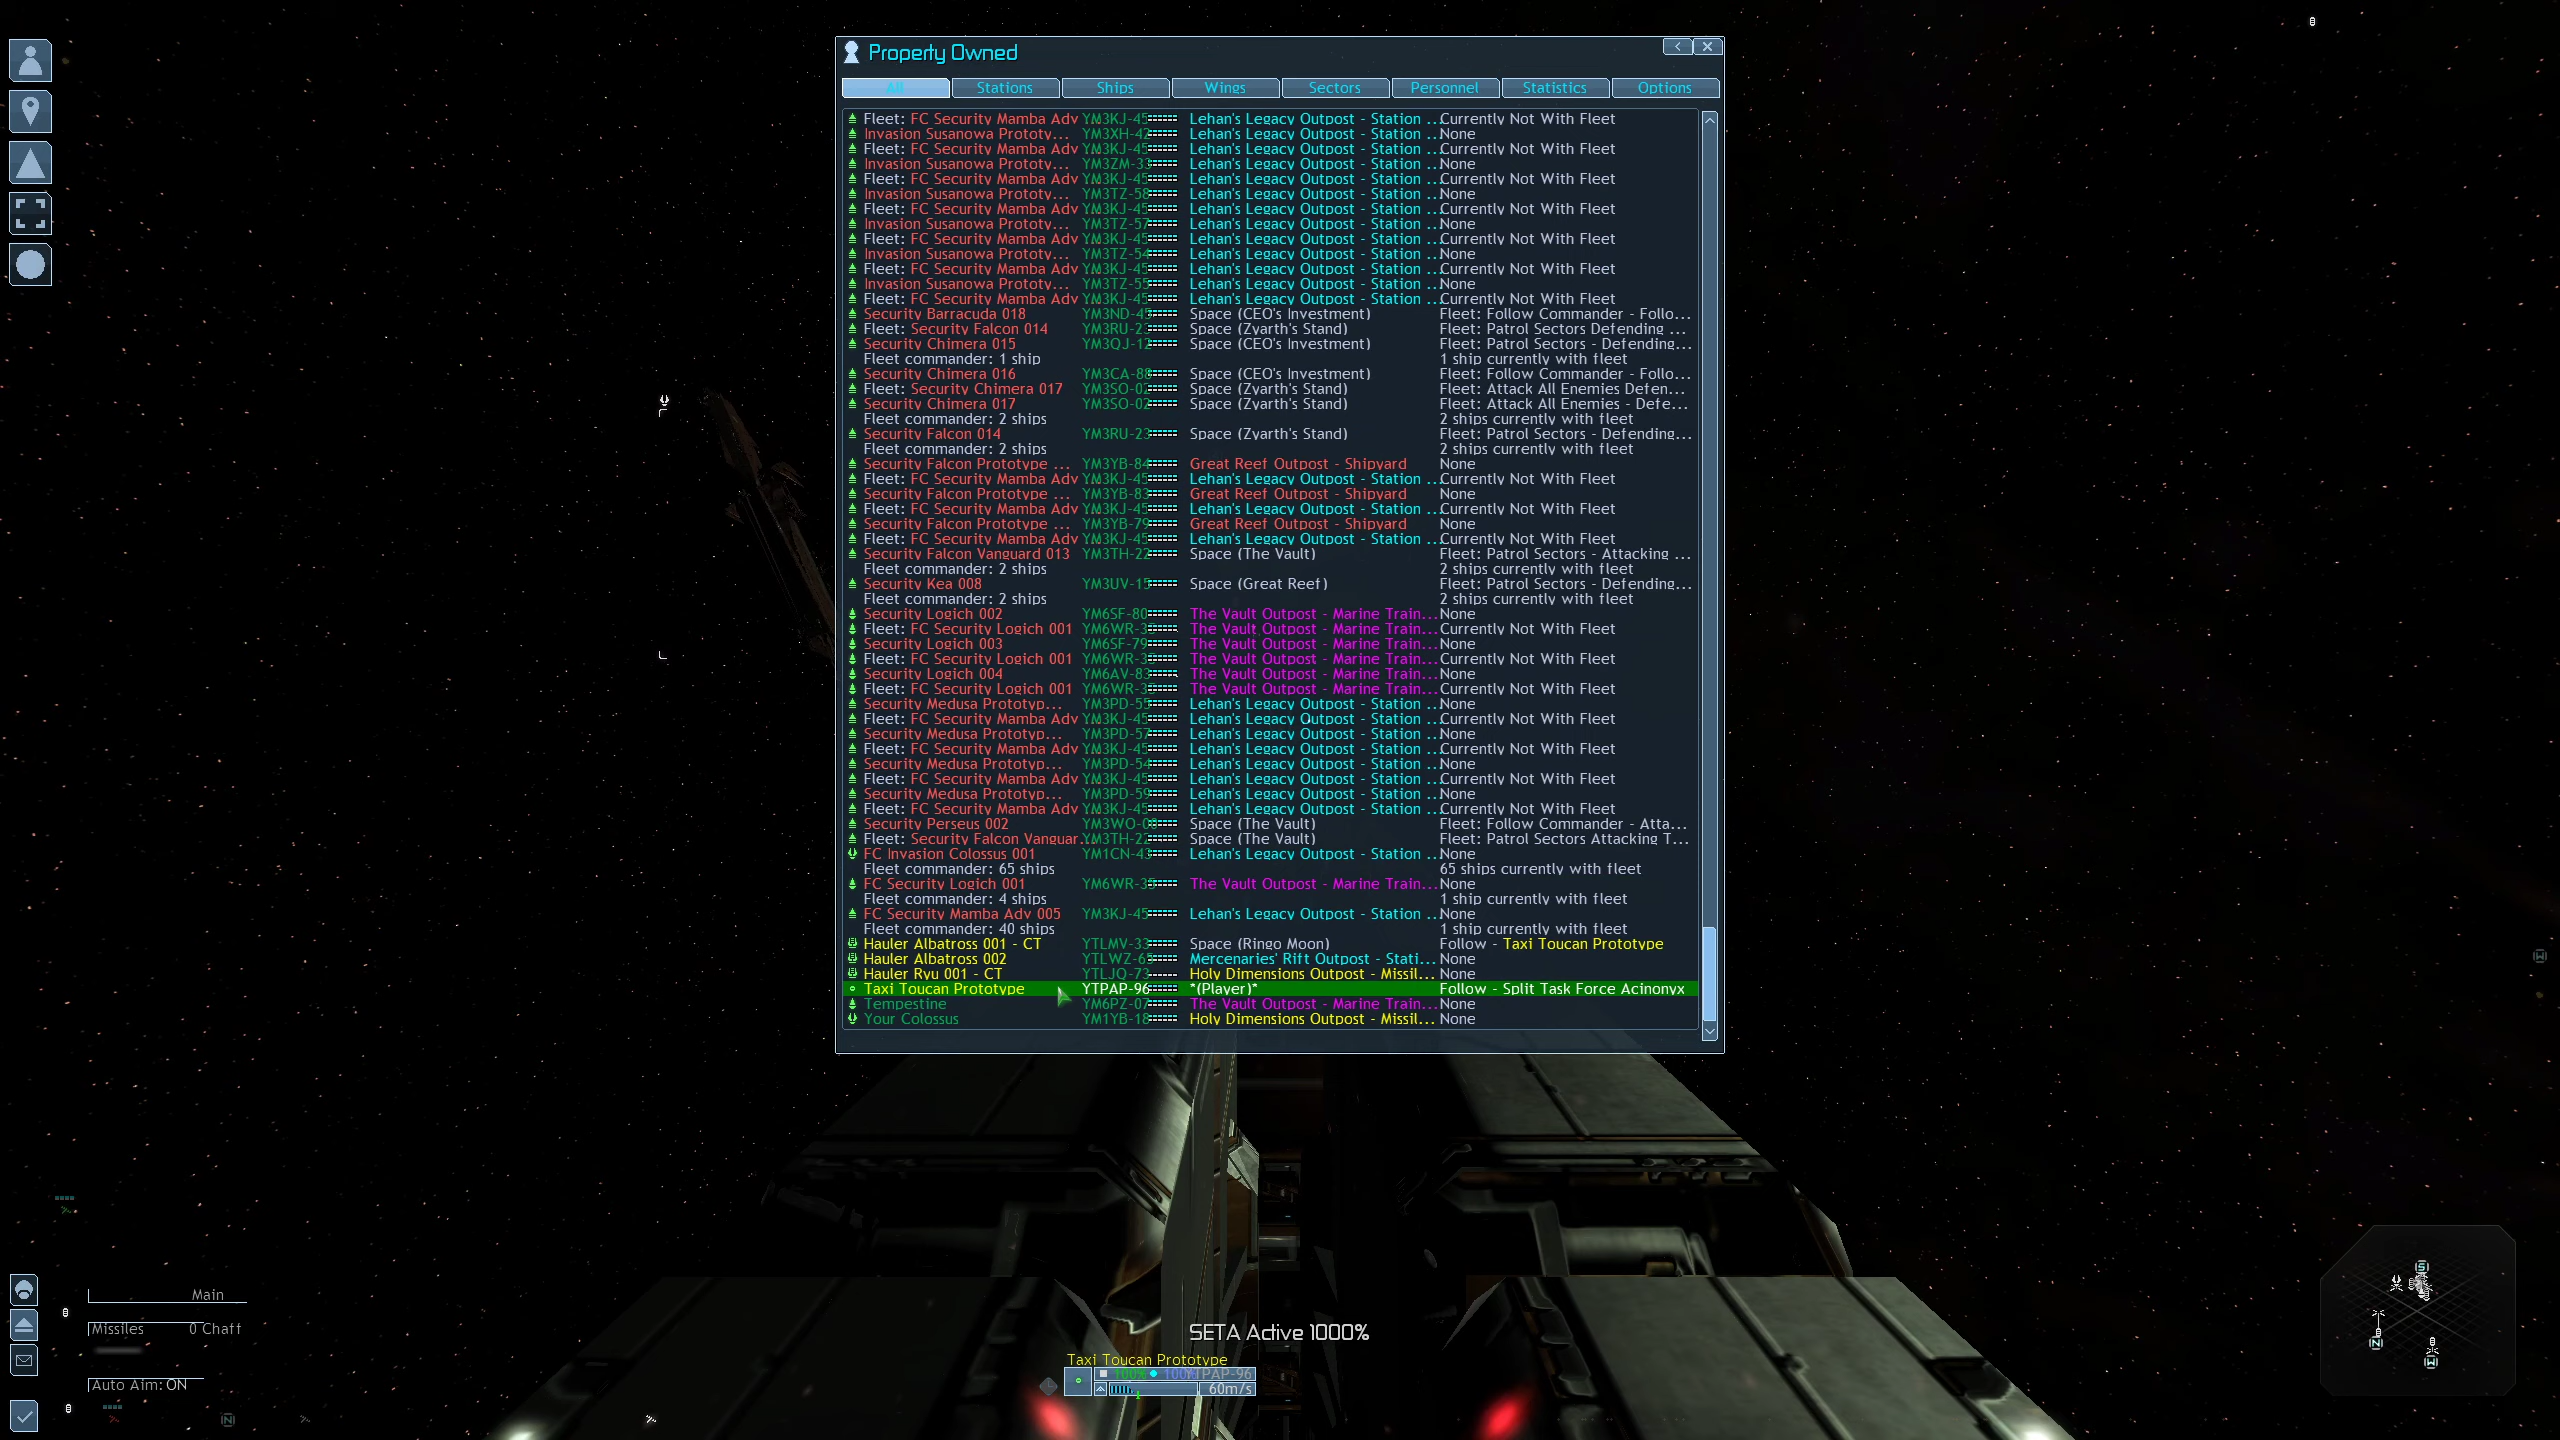 Property Owned
All Stations Ships Wings Sectors Personnel Statistics Options
Fleet: FC Security Mamba Adv ... YM3KJ-45 Lehan's Legacy Outpost - Station ... Currently Not With Fleet
Invasion Susanowa Prototy... YM3XH-42 Lehan's Legacy Outpost - Station ... None
Fleet: FC Security Mamba Adv ... YM3KJ-45 Lehan's Legacy Outpost - Station ... Currently Not With Fleet
Invasion Susanowa Prototy... YM3ZM-33 Lehan's Legacy Outpost - Station ... None
Fleet: FC Security Mamba Adv ... YM3KJ-45 Lehan's Legacy Outpost - Station ... Currently Not With Fleet
Invasion Susanowa Prototy... YM3TZ-58 Lehan's Legacy Outpost - Station ... None
Fleet: FC Security Mamba Adv ... YM3KJ-45 Lehan's Legacy Outpost - Station ... Currently Not With Fleet
Invasion Susanowa Prototy... YM3TZ-57 Lehan's Legacy Outpost - Station ... None
Fleet: FC Security Mamba Adv ... YM3KJ-45 Lehan's Legacy Outpost - Station ... Currently Not With Fleet
Invasion Susanowa Prototy... YM3TZ-54 Lehan's Legacy Outpost - Station ... None
Fleet: FC Security Mamba Adv ... YM3KJ-45 Lehan's Legacy Outpost - Station ... Currently Not With Fleet
Invasion Susanowa Prototy... YM3TZ-55 Lehan's Legacy Outpost - Station ... None
Fleet: FC Security Mamba Adv ... YM3KJ-45 Lehan's Legacy Outpost - Station ... Currently Not With Fleet
Security Barracuda 018 YM3ND-45 Space (CEO's Investment) Fleet: Follow Commander - Follo...
Fleet: Security Falcon 014 YM3RU-23 Space (Zyarth's Stand) Fleet: Patrol Sectors Defending ...
Security Chimera 015 YM3QJ-12 Space (CEO's Investment) Fleet: Patrol Sectors - Defending...
Fleet commander: 1 ship 1 ship currently with fleet
Security Chimera 016 YM3CA-88 Space (CEO's Investment) Fleet: Follow Commander - Follo...
Fleet: Security Chimera 017 YM3SO-02 Space (Zyarth's Stand) Fleet: Attack All Enemies Defen...
Security Chimera 017 YM3SO-02 Space (Zyarth's Stand) Fleet: Attack All Enemies - Defe...
Fleet commander: 2 ships 2 ships currently with fleet
Security Falcon 014 YM3RU-23 Space (Zyarth's Stand) Fleet: Patrol Sectors - Defending...
Fleet commander: 2 ships 2 ships currently with fleet
Security Falcon Prototype ... YM3YB-84 Great Reef Outpost - Shipyard None
Fleet: FC Security Mamba Adv ... YM3KJ-45 Lehan's Legacy Outpost - Station ... Currently Not With Fleet
Security Falcon Prototype ... YM3YB-83 Great Reef Outpost - Shipyard None
Fleet: FC Security Mamba Adv ... YM3KJ-45 Lehan's Legacy Outpost - Station ... Currently Not With Fleet
Security Falcon Prototype ... YM3YB-79 Great Reef Outpost - Shipyard None
Fleet: FC Security Mamba Adv ... YM3KJ-45 Lehan's Legacy Outpost - Station ... Currently Not With Fleet
Security Falcon Vanguard 013 YM3TH-22 Space (The Vault) Fleet: Patrol Sectors - Attacking ...
Fleet commander: 2 ships 2 ships currently with fleet
Security Kea 008 YM3UV-15 Space (Great Reef) Fleet: Patrol Sectors - Defending...
Fleet commander: 2 ships 2 ships currently with fleet
Security Logich 002 YM6SF-80 The Vault Outpost - Marine Train... None
Fleet: FC Security Logich 001 YM6WR-35 The Vault Outpost - Marine Train... Currently Not With Fleet
Security Logich 003 YM6SF-79 The Vault Outpost - Marine Train... None
Fleet: FC Security Logich 001 YM6WR-35 The Vault Outpost - Marine Train... Currently Not With Fleet
Security Logich 004 YM6AV-83 The Vault Outpost - Marine Train... None
Fleet: FC Security Logich 001 YM6WR-35 The Vault Outpost - Marine Train... Currently Not With Fleet
Security Medusa Prototyp... YM3PD-55 Lehan's Legacy Outpost - Station ... None
Fleet: FC Security Mamba Adv ... YM3KJ-45 Lehan's Legacy Outpost - Station ... Currently Not With Fleet
Security Medusa Prototyp... YM3PD-57 Lehan's Legacy Outpost - Station ... None
Fleet: FC Security Mamba Adv ... YM3KJ-45 Lehan's Legacy Outpost - Station ... Currently Not With Fleet
Security Medusa Prototyp... YM3PD-54 Lehan's Legacy Outpost - Station ... None
Fleet: FC Security Mamba Adv ... YM3KJ-45 Lehan's Legacy Outpost - Station ... Currently Not With Fleet
Security Medusa Prototyp... YM3PD-59 Lehan's Legacy Outpost - Station ... None
Fleet: FC Security Mamba Adv ... YM3KJ-45 Lehan's Legacy Outpost - Station ... Currently Not With Fleet
Security Perseus 002 Space (The Vault) Fleet: Follow Commander - Atta...
Fleet: Security Falcon Vanguar... YM3TH-22 Space (The Vault) Fleet: Patrol Sectors Attacking T...
FC Invasion Colossus 001 YM1CN-43 Lehan's Legacy Outpost - Station ... None
Fleet commander: 65 ships 65 ships currently with fleet
FC Security Logich 001 YM6WR-35 The Vault Outpost - Marine Train... None
Fleet commander: 4 ships 1 ship currently with fleet
FC Security Mamba Adv 005 YM3KJ-45 Lehan's Legacy Outpost - Station ... None
Fleet commander: 40 ships 1 ship currently with fleet
Hauler Albatross 001 - CT YTLMV-33 Space (Ringo Moon) Follow - Taxi Toucan Prototype
Hauler Albatross 002 Mercenaries' Rift Outpost - Stati... None
Hauler Ryu 001 - CT YTLJQ-73 Holy Dimensions Outpost - Missil... None
Taxi Toucan Prototype YTPAP-96 *(Player)* Follow - Split Task Force Acinonyx
Tempestine YM6PZ-07 The Vault Outpost - Marine Train... None
Your Colossus YM1YB-18 Holy Dimensions Outpost - Missil... None
Main
Missiles 0 Chaff
Auto Aim: ON
SETA Active 1000%
Taxi Toucan Prototype
100% 100% YTPAP-96
60m/s
S
N
W